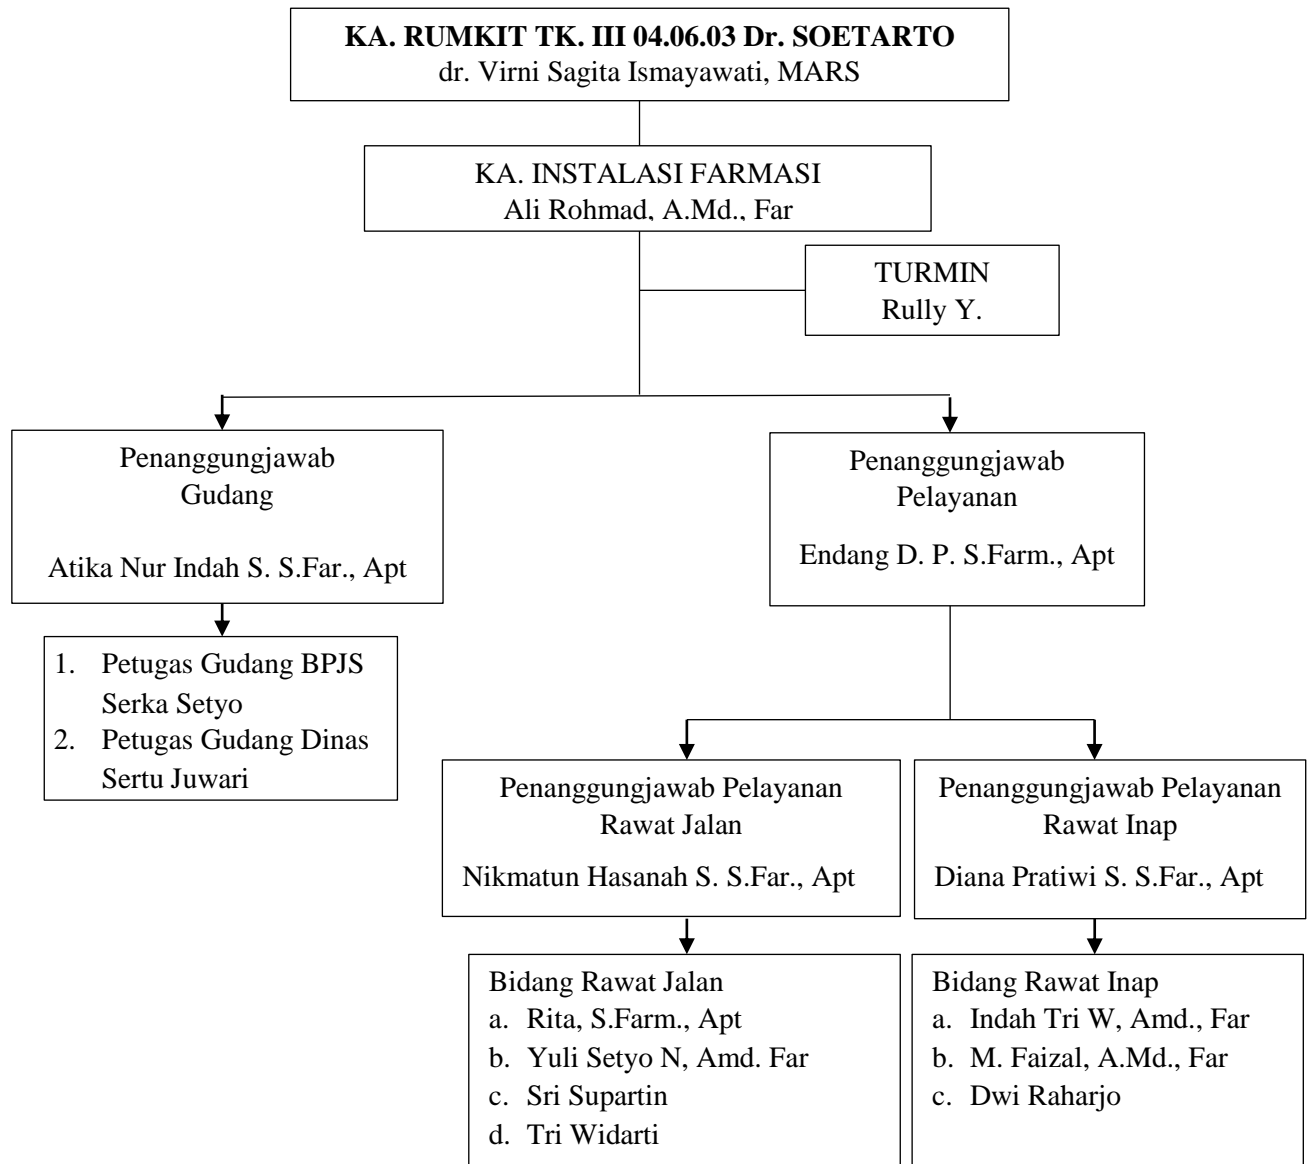 KA. RUMKIT TK. III 04.06.03 Dr. SOETARTO
dr. Virni Sagita Ismayawati, MARS
KA. INSTALASI FARMASI
Ali Rohmad, A.Md., Far
TURMIN
Rully Y.
Penanggungjawab
Gudang
Atika Nur Indah S. S.Far., Apt
Penanggungjawab
Pelayanan
Endang D. P. S.Farm., Apt
1. Petugas Gudang BPJS
Serka Setyo
2. Petugas Gudang Dinas
Sertu Juwari
Penanggungjawab Pelayanan
Rawat Jalan
Nikmatun Hasanah S. S.Far., Apt
Penanggungjawab Pelayanan
Rawat Inap
Diana Pratiwi S. S.Far., Apt
Bidang Rawat Jalan
a. Rita, S.Farm., Apt
b. Yuli Setyo N, Amd. Far
c. Sri Supartin
d. Tri Widarti
Bidang Rawat Inap
a. Indah Tri W, Amd., Far
b. M. Faizal, A.Md., Far
c. Dwi Raharjo